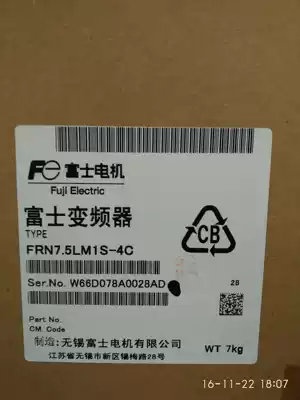 Fe 富士电机
Fuji Electric
富士变频器
TYPE
FRN7.5LM1S-4C
CB
Ser.No. W66D078A0028AD
28
Part.No.
CM. Code
制造:无锡富士电机有限公司
江苏省无锡市新区锡梅路28号
WT 7kg
16-11-22 18:07